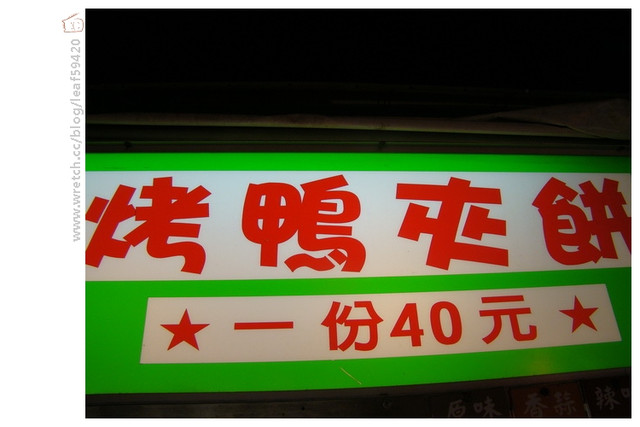 www.wretch.cc/blog/leaf59420
烤鴨夾餅
★一份40元★
原味 香蒜 辣